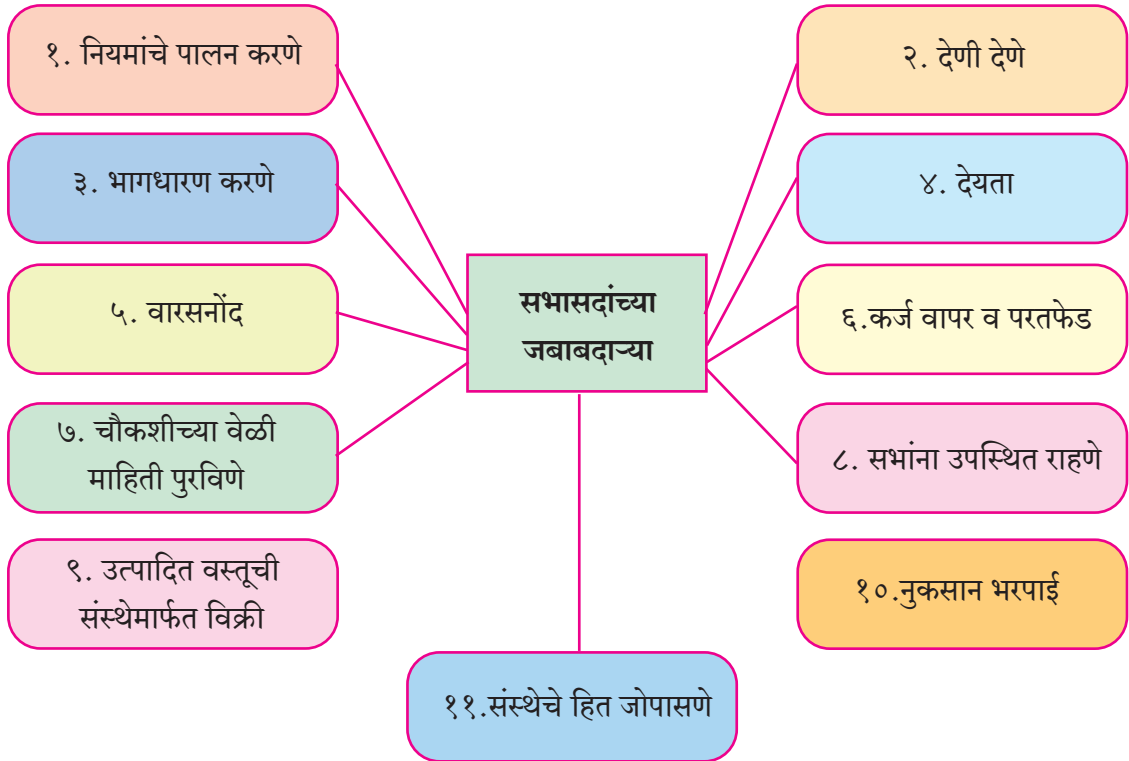 १. नियमांचे पालन करणे
२. देणी देणे
३. भागधारण करणे
४. देयता
सभासदांच्या
जबाबदाऱ्या
५. वारसनोंद
६.कर्ज वापर व परतफेड
७. चौकशीच्या वेळी
माहिती पुरविणे
८. सभांना उपस्थित राहणे
९. उत्पादित वस्तूची
संस्थेमार्फत विक्री
१०.नुकसान भरपाई
११.संस्थेचे हित जोपासणे